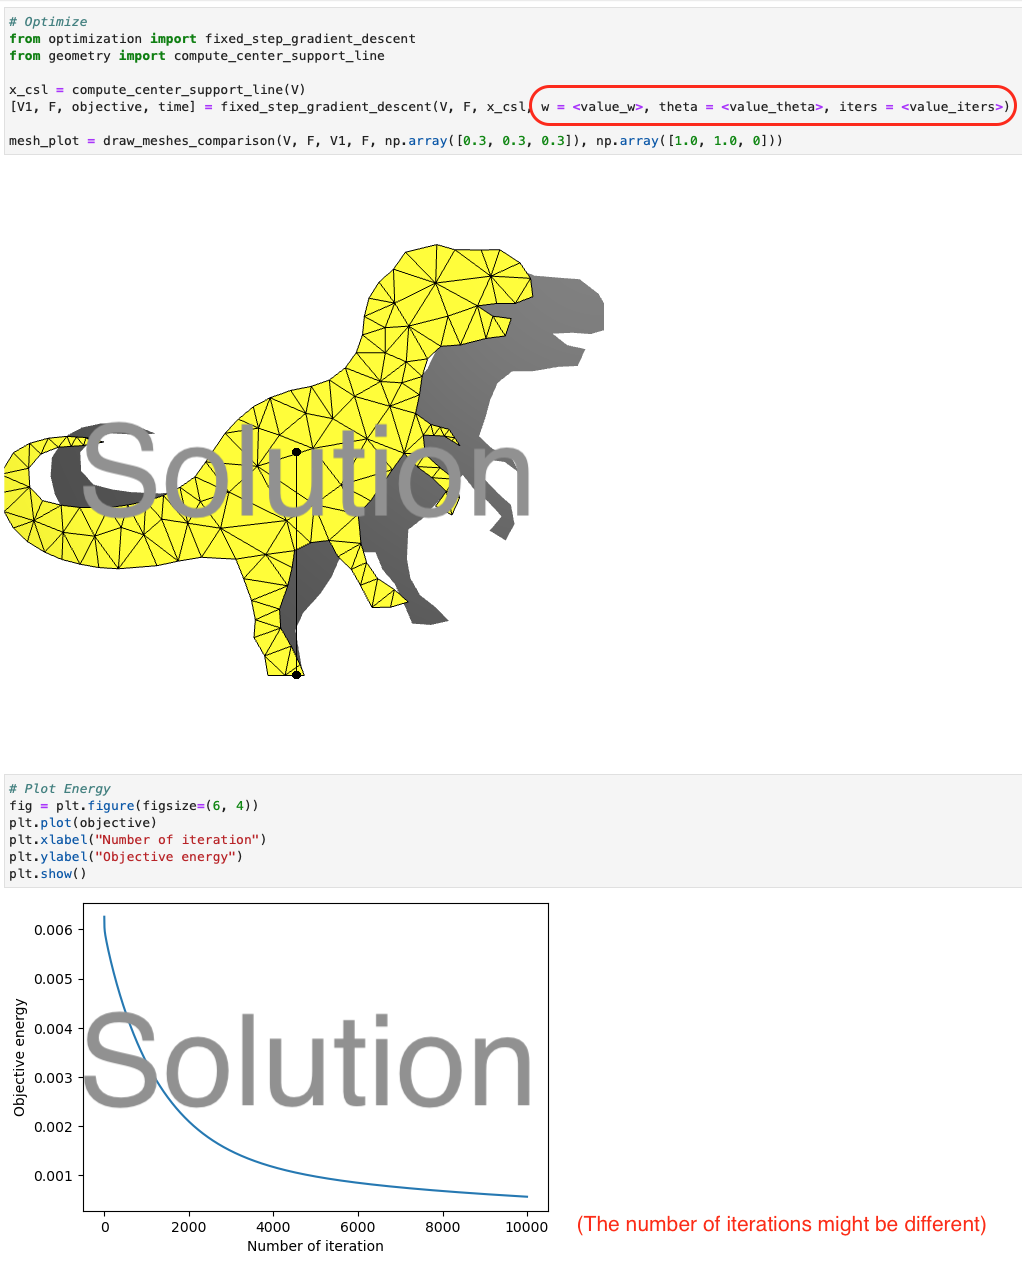 # Optimize
from optimization import fixed_step_gradient_descent
from geometry import compute_center_support_line
x_csl = compute_center_support_line(V)
[V1, F, objective, time] = fixed_step_gradient_descent(V, F, x_csl, w = <value_w>, theta = <value_theta>, iters = <value_iters>)
mesh_plot = draw_meshes_comparison(V, F, V1, F, np.array([0.3, 0.3, 0.3]), np.array([1.0, 1.0, 0]))
Solution
# Plot Energy
fig = plt.figure(figsize=(6, 4))
plt.plot(objective)
plt.xlabel("Number of iteration")
plt.ylabel("Objective energy")
plt.show()
0.006
0.005
0.004
0.003
0.002
0.001
Objective energy
Solution
0 2000 4000 6000 8000 10000
Number of iteration
(The number of iterations might be different)